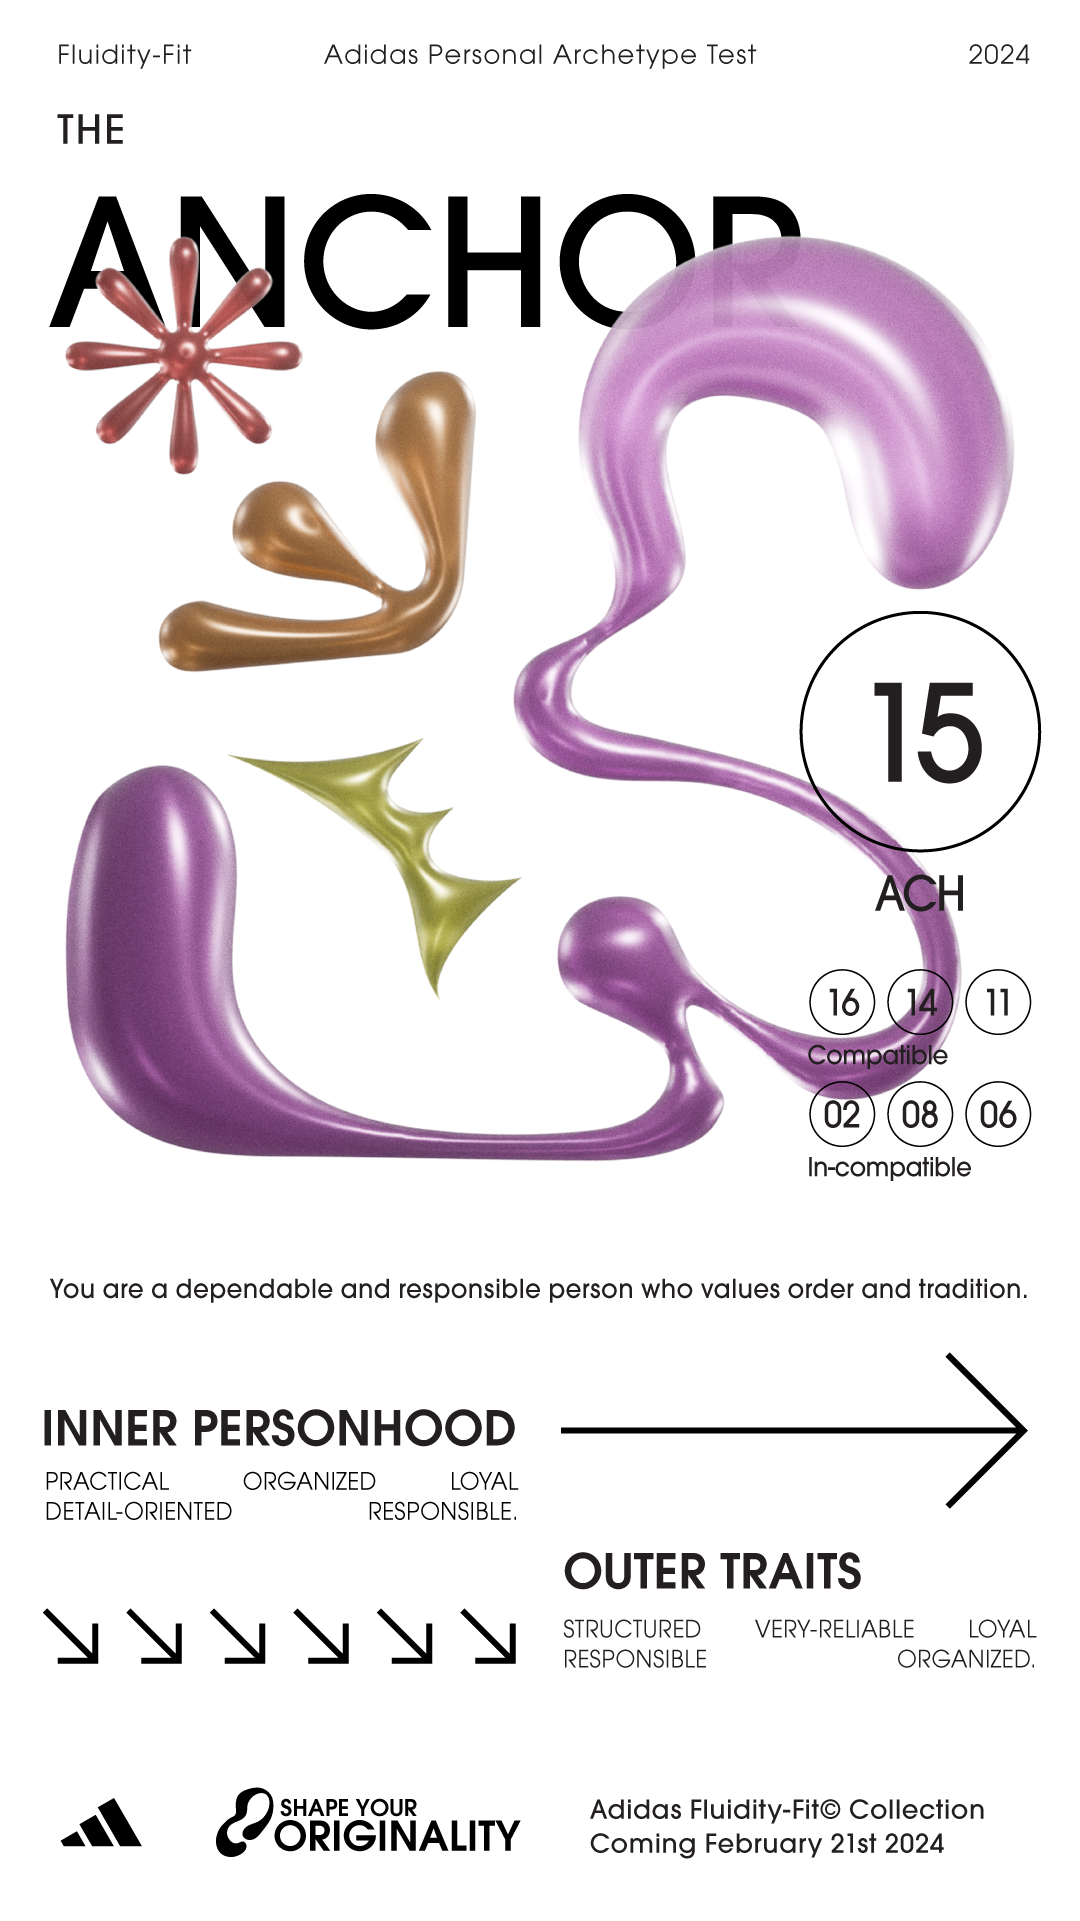 Fluidity-Fit Adidas Personal Archetype Test 2024
THE
ANCHOR
15
ACH
16 14 11
Compatible
02 08 06
In-compatible
You are a dependable and responsible person who values order and tradition.
INNER PERSONHOOD
PRACTICAL ORGANIZED LOYAL
DETAIL-ORIENTED RESPONSIBLE.
OUTER TRAITS
STRUCTURED VERY-RELIABLE LOYAL
RESPONSIBLE ORGANIZED.
SHAPE YOUR
ORIGINALITY
Adidas Fluidity-Fit© Collection
Coming February 21st 2024